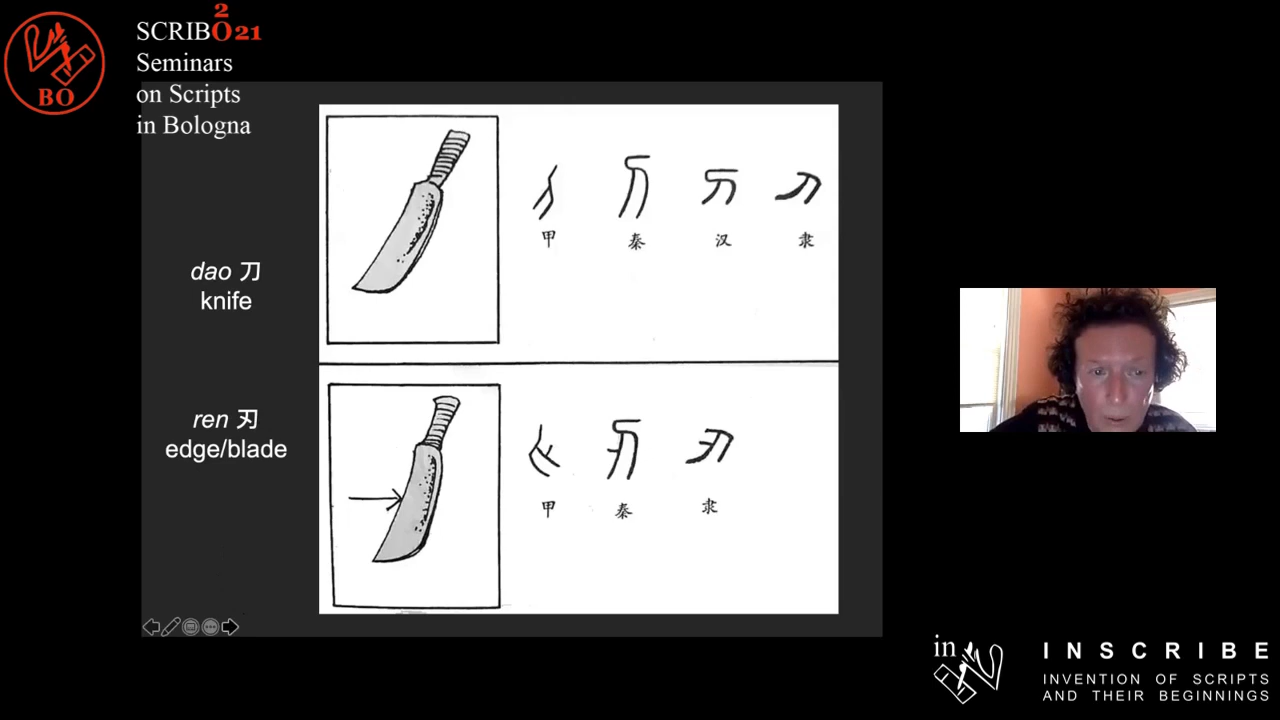 SCRIBO21
2
Seminars
on Scripts
in Bologna
BO
dao 刀
knife
甲 秦 汉 隶
ren 刃
edge/blade
甲 秦 隶
in
INSCRIBE
INVENTION OF SCRIPTS
AND THEIR BEGINNINGS